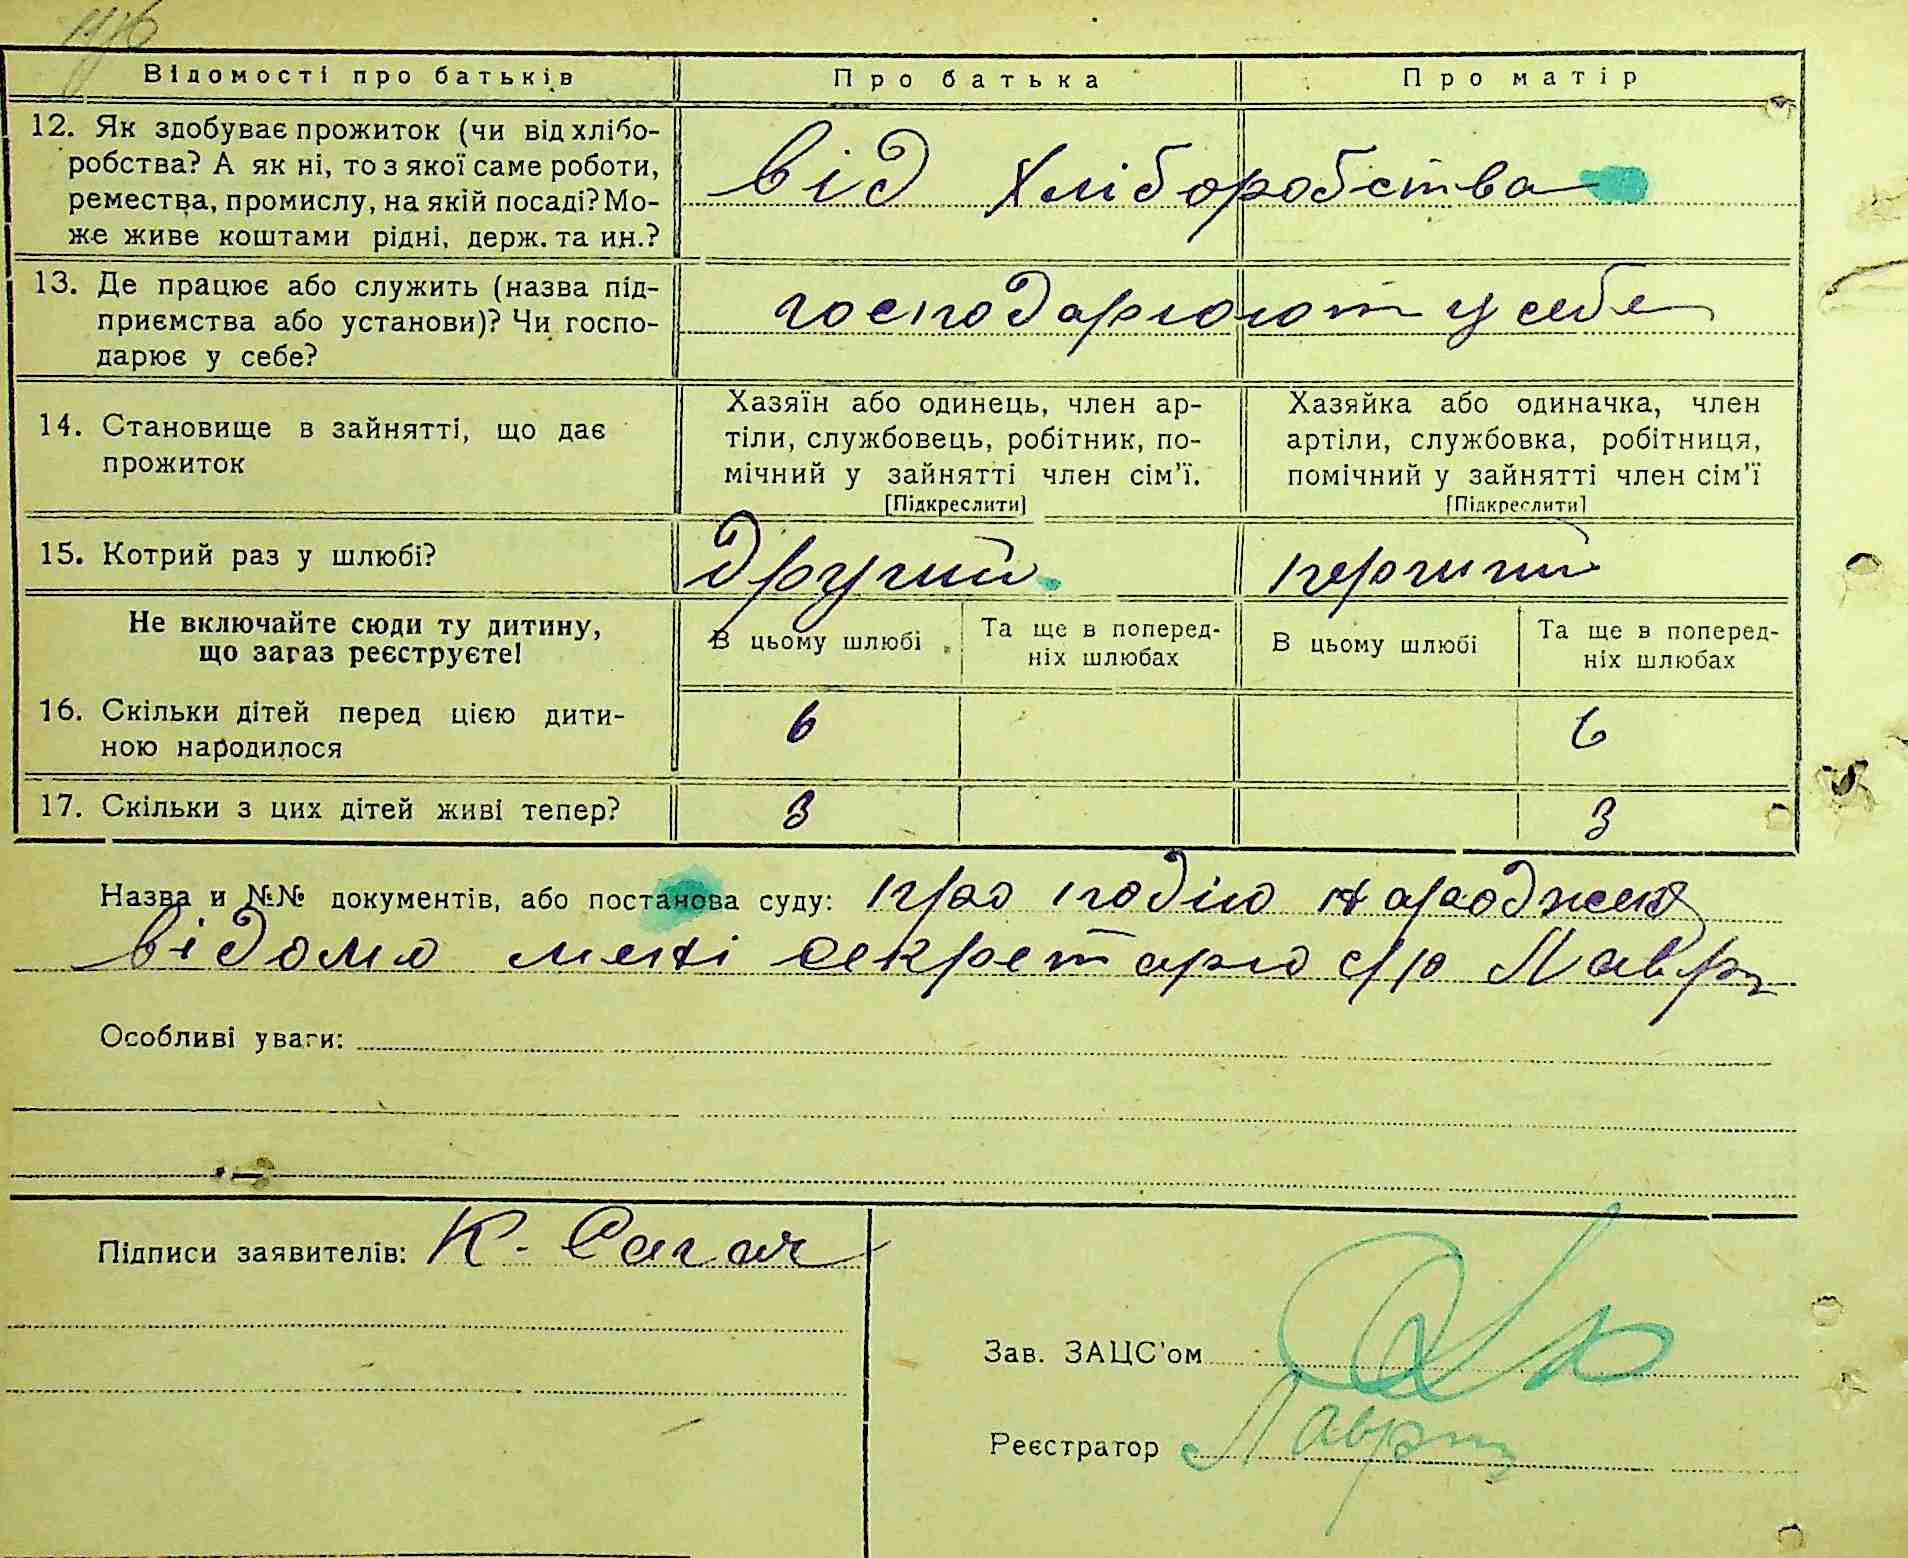 Відомості про батьків
Про батька
Про матір
12. Як здобуває прожиток (чи від хлібо-
робства? А як ні, то з якої саме роботи,
ремества, промислу, на якій посаді? Мо-
же живе коштами рідні, держ. та ин.?
від хліборобства
13. Де працює або служить (назва під-
приємства або установи)? Чи госпо-
дарює у себе?
господарюют у себе
14. Становище в зайнятті, що дає
прожиток
Хазяїн або одинець, член ар-
тіли, службовець, робітник, по-
мічний у зайнятті член сім'ї.
[Підкреслити]
Хазяйка або одиначка, член
артіли, службовка, робітниця,
помічний у зайнятті член сім'ї
[Підкреслити]
15. Котрий раз у шлюбі?
другий
перший
Не включайте сюди ту дитину,
що зараз реєструєте!
В цьому шлюбі
Та ще в поперед-
ніх шлюбах
В цьому шлюбі
Та ще в поперед-
ніх шлюбах
16. Скільки дітей перед цією дити-
ною народилося
6
6
17. Скільки з цих дітей живі тепер?
3
3
Назва и №№ документів, або постанова суду: про подію
відомо мені секретарю с/р Лавр
Особливі уваги:
Підписи заявителів: К. Сагач
Зав. ЗАЦС'ом
Реєстратор